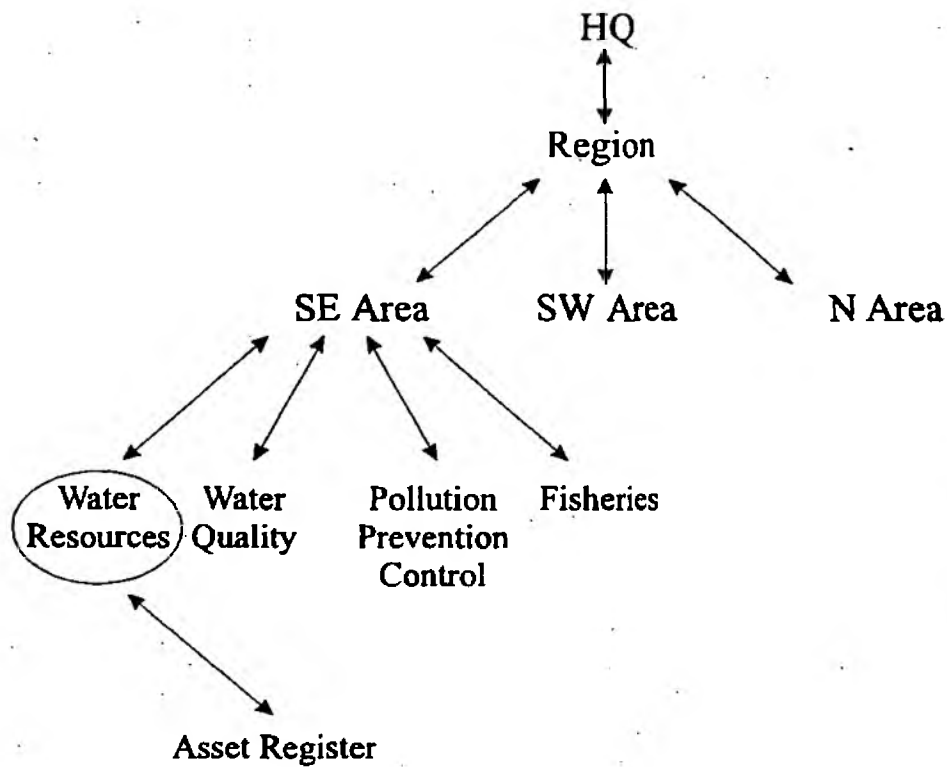 HQ
Region
SE Area
SW Area
N Area
Water
Resources
Water
Quality
Pollution
Prevention
Control
Fisheries
Asset Register